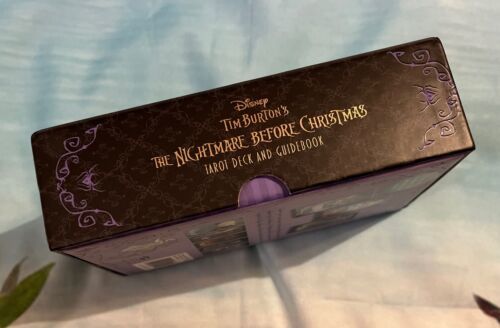 Disney
Tim Burton's
The Nightmare Before Christmas
TAROT DECK AND GUIDEBOOK